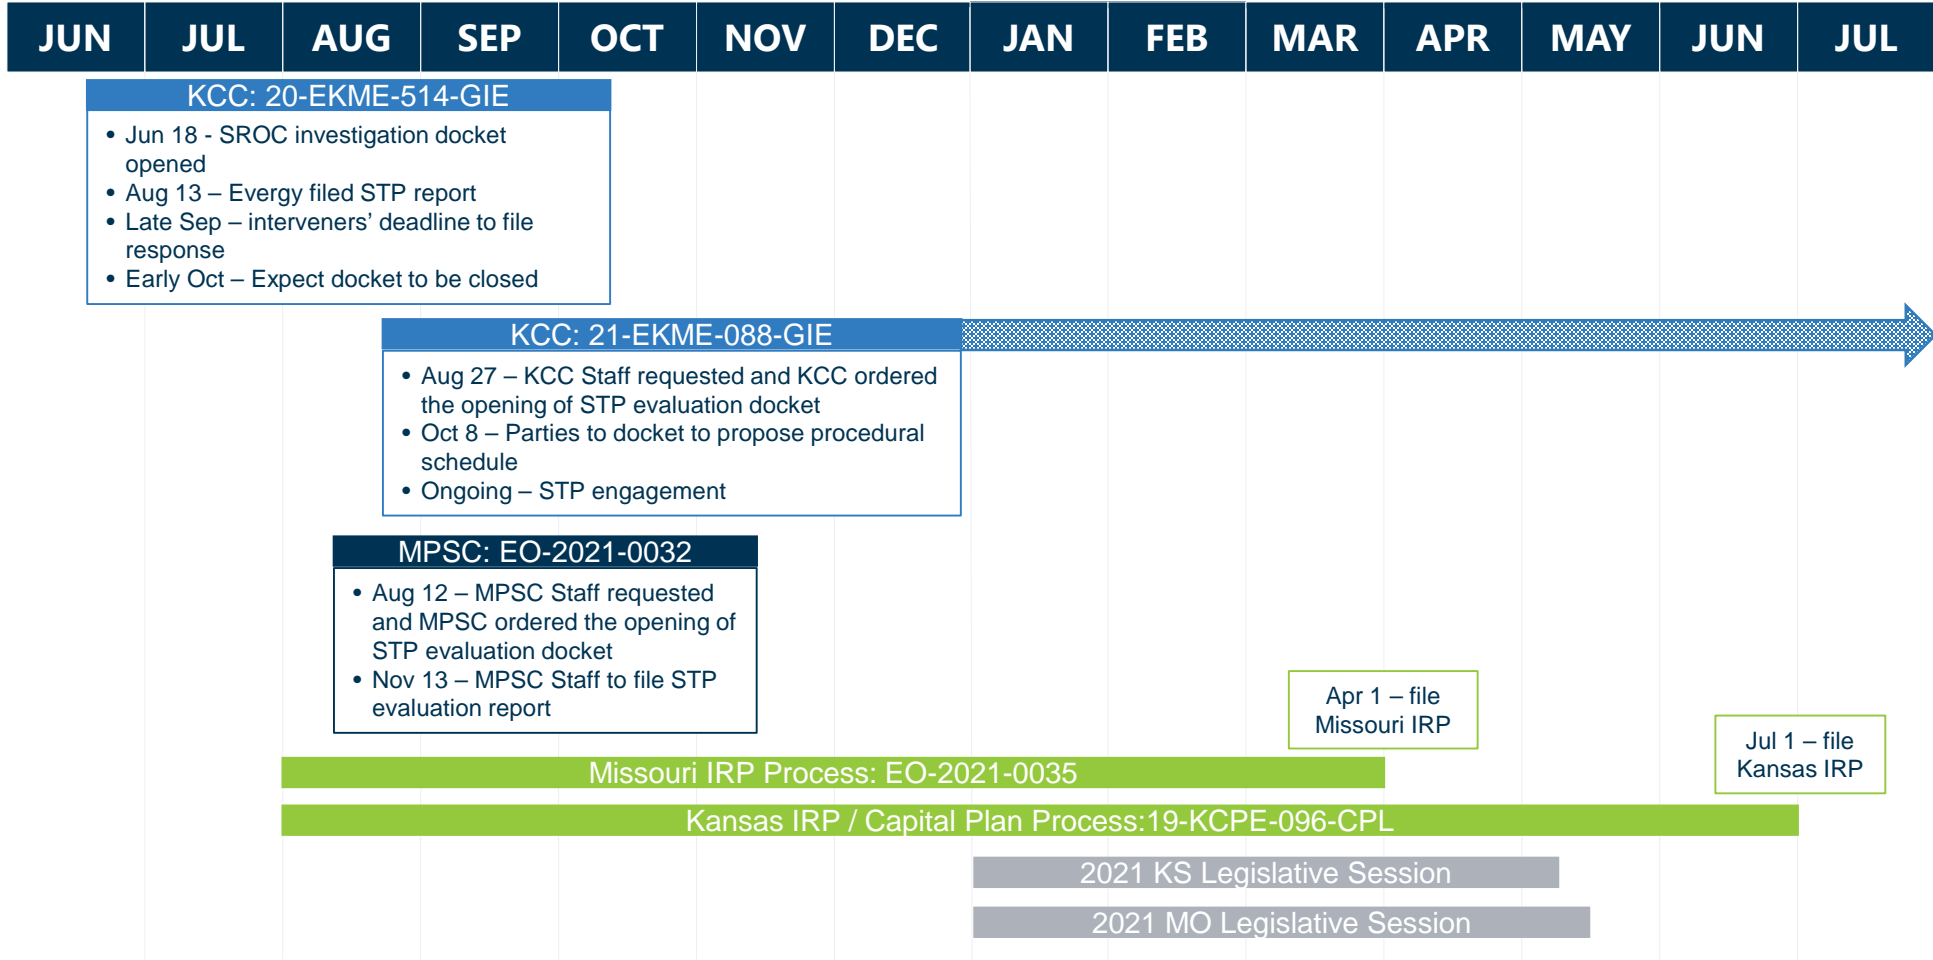 JUN JUL AUG SEP OCT NOV DEC JAN FEB MAR APR MAY JUN JUL
KCC: 20-EKME-514-GIE
• Jun 18 - SROC investigation docket
opened
• Aug 13 – Evergy filed STP report
• Late Sep – interveners’ deadline to file
response
• Early Oct – Expect docket to be closed
KCC: 21-EKME-088-GIE
• Aug 27 – KCC Staff requested and KCC ordered
the opening of STP evaluation docket
• Oct 8 – Parties to docket to propose procedural
schedule
• Ongoing – STP engagement
MPSC: EO-2021-0032
• Aug 12 – MPSC Staff requested
and MPSC ordered the opening of
STP evaluation docket
• Nov 13 – MPSC Staff to file STP
evaluation report
Apr 1 – file
Missouri IRP
Jul 1 – file
Kansas IRP
Missouri IRP Process: EO-2021-0035
Kansas IRP / Capital Plan Process:19-KCPE-096-CPL
2021 KS Legislative Session
2021 MO Legislative Session